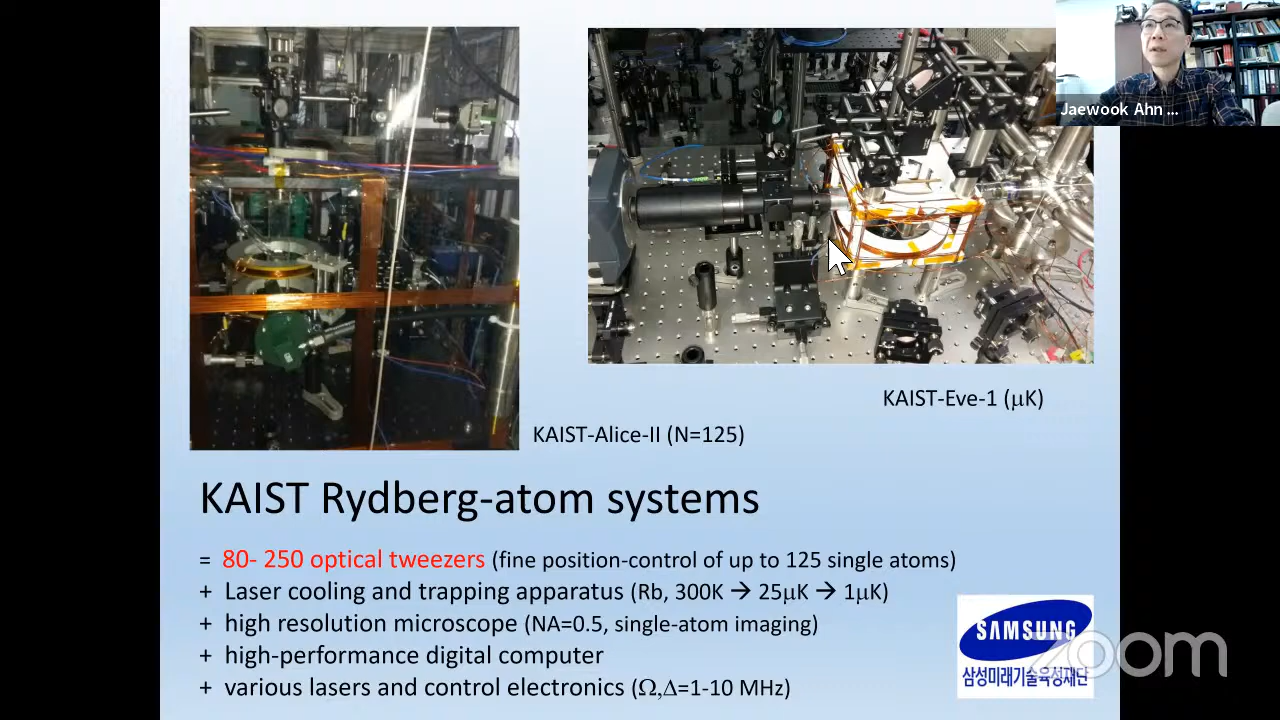 Jaewook Ahn ...
KAIST-Eve-1 (μK)
KAIST-Alice-II (N=125)
KAIST Rydberg-atom systems
= 80- 250 optical tweezers (fine position-control of up to 125 single atoms)
+ Laser cooling and trapping apparatus (Rb, 300K → 25μK → 1μK)
+ high resolution microscope (NA=0.5, single-atom imaging)
+ high-performance digital computer
+ various lasers and control electronics (Ω,Δ=1-10 MHz)
SAMSUNG
삼성미래기술육성재단
zoom